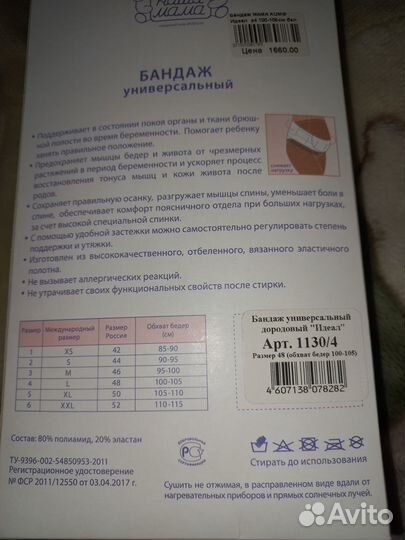 Наша
мама
Цена 1660.00
БАНДАЖ
универсальный
• Поддерживает в состоянии покоя органы и ткани брюшной
полости во время беременности. Помогает ребенку
занять правильное положение.
• Предохраняет мышцы бедер и живота от чрезмерных
растяжений в период беременности и ускоряет процесс
восстановления тонуса мышц и кожи живота после
родов.
снижает
нагрузку
• Сохраняет правильную осанку, разгружает мышцы спины, уменьшает боли в
спине, обеспечивает комфорт поясничного отдела при больших нагрузках,
за счет высокой специальной спинки.
• С помощью удобной застежки можно самостоятельно регулировать степень
поддержки и утяжки.
• Изготовлен из высококачественного, отбеленного, вязанного эластичного
полотна.
• Не вызывает аллергических реакций.
• Не утрачивает своих функциональных свойств после стирки.
Размер Международный размер Размер Россия Обхват бедер (см)
1 XS 42 85-90
2 S 44 90-95
3 M 46 95-100
4 L 48 100-105
5 XL 50 105-110
6 XXL 52 110-115
Бандаж универсальный
дородовый "Идеал"
Арт. 1130/4
Размер 48 (обхват бедер 100-105)
4 607138 078282
Состав: 80% полиамид, 20% эластан
ТУ-9396-002-54850953-2011
Регистрационное удостоверение
№ ФСР 2011/12550 от 03.04.2017 г.
Стирать до использования
Сушить не отжимая, в расправленном виде вдали от
нагревательных приборов и прямых солнечных лучей.
Avito